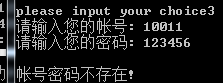 please input your choice3
请输入您的帐号: 10011
请输入您的密码: 123456
帐号密码不存在!